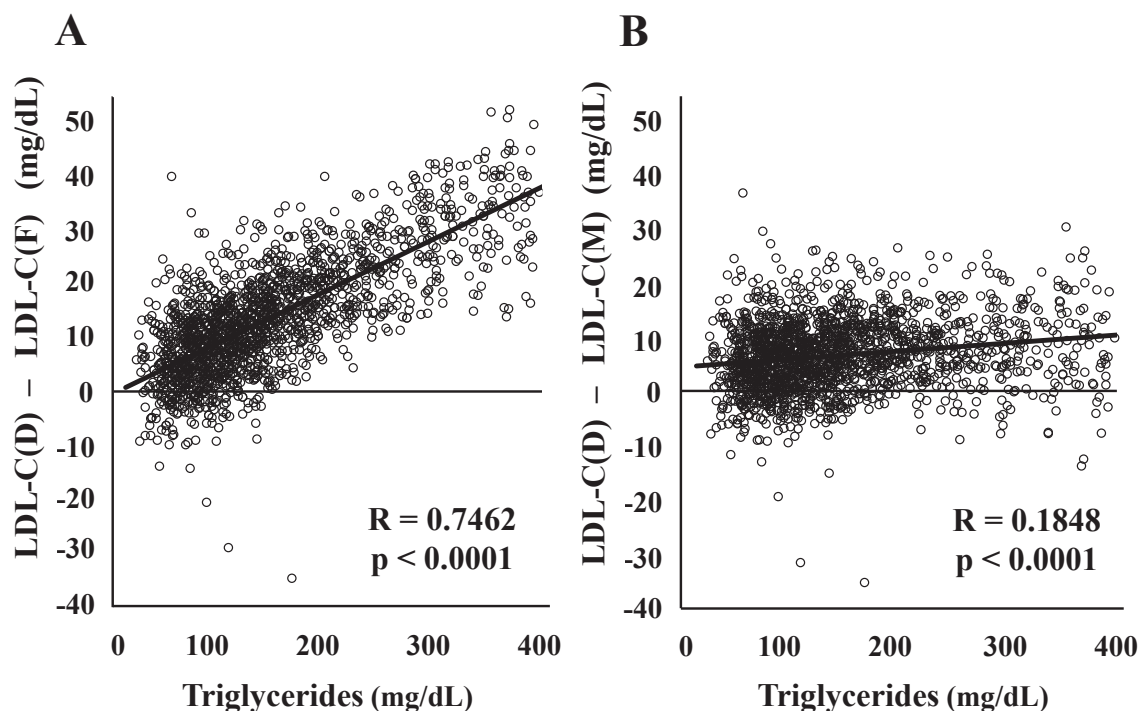 A
LDL-C(D) – LDL-C(F) (mg/dL)
50
40
30
20
10
0
-10
-20
-30
-40
R = 0.7462
p < 0.0001
0 100 200 300 400
Triglycerides (mg/dL)
B
LDL-C(D) – LDL-C(M) (mg/dL)
50
40
30
20
10
0
-10
-20
-30
-40
R = 0.1848
p < 0.0001
0 100 200 300 400
Triglycerides (mg/dL)